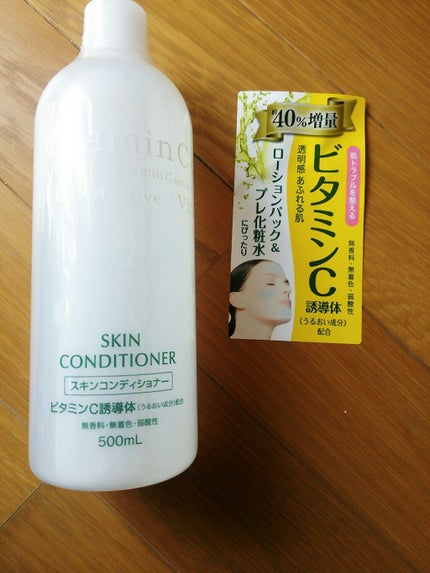 aminC
amin C
SKIN
CONDITIONER
スキンコンディショナー
ビタミンC誘導体(うるおい成分)配合
無香料・無着色・弱酸性
500mL
40%増量
肌トラブルを整える
ビタミンC
誘導体
(うるおい成分)
配合
無香料・無着色・弱酸性
透明感あふれる肌
ローションパック&
プレ化粧水
にぴったり